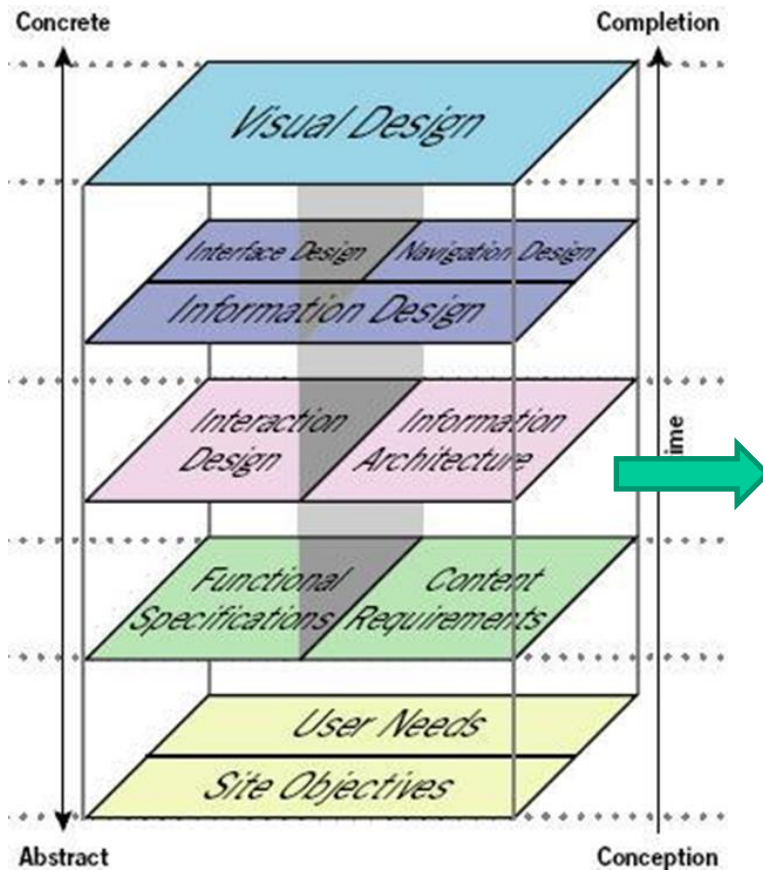 Concrete
Completion
Visual Design
Interface Design
Navigation Design
Information Design
Interaction
Design
Information
Architecture
ime
Functional
Specifications
Content
Requirements
User Needs
Site Objectives
Abstract
Conception